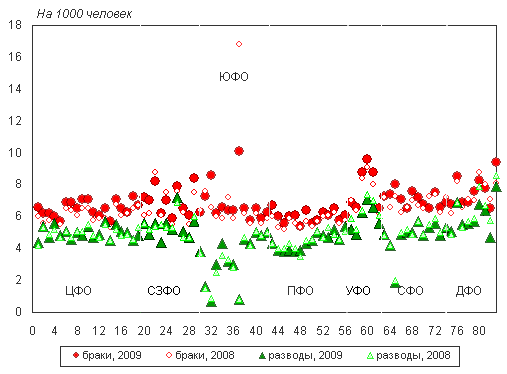 На 1000 человек
18
16
ЮФО
14
12
10
8
6
4
2
ЦФО СЗФО ПФО УФО СФО ДФО
0
0 4 8 12 16 20 24 28 32 36 40 44 48 52 56 60 64 68 72 76 80
браки, 2009 браки, 2008 разводы, 2009 разводы, 2008